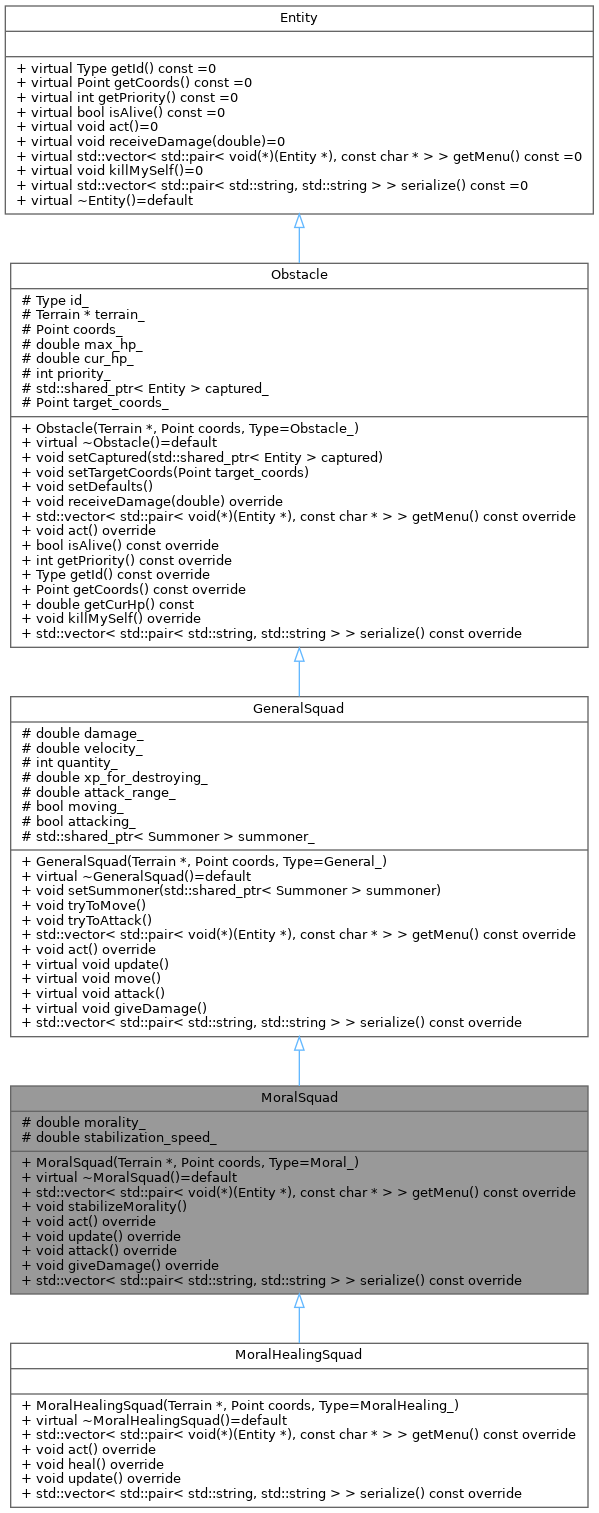 Entity
+ virtual Type getId() const =0
+ virtual Point getCoords() const =0
+ virtual int getPriority() const =0
+ virtual bool isAlive() const =0
+ virtual void act()=0
+ virtual void receiveDamage(double)=0
+ virtual std::vector< std::pair< void(*)(Entity *), const char * > > getMenu() const =0
+ virtual void killMySelf()=0
+ virtual std::vector< std::pair< std::string, std::string > > serialize() const =0
+ virtual ~Entity()=default
Obstacle
# Type id_
# Terrain * terrain_
# Point coords_
# double max_hp_
# double cur_hp_
# int priority_
# std::shared_ptr< Entity > captured_
# Point target_coords_
+ Obstacle(Terrain *, Point coords, Type=Obstacle_)
+ virtual ~Obstacle()=default
+ void setCaptured(std::shared_ptr< Entity > captured)
+ void setTargetCoords(Point target_coords)
+ void setDefaults()
+ void receiveDamage(double) override
+ std::vector< std::pair< void(*)(Entity *), const char * > > getMenu() const override
+ void act() override
+ bool isAlive() const override
+ int getPriority() const override
+ Type getId() const override
+ Point getCoords() const override
+ double getCurHp() const
+ void killMySelf() override
+ std::vector< std::pair< std::string, std::string > > serialize() const override
GeneralSquad
# double damage_
# double velocity_
# int quantity_
# double xp_for_destroying_
# double attack_range_
# bool moving_
# bool attacking_
# std::shared_ptr< Summoner > summoner_
+ GeneralSquad(Terrain *, Point coords, Type=General_)
+ virtual ~GeneralSquad()=default
+ void setSummoner(std::shared_ptr< Summoner > summoner)
+ void tryToMove()
+ void tryToAttack()
+ std::vector< std::pair< void(*)(Entity *), const char * > > getMenu() const override
+ void act() override
+ virtual void update()
+ virtual void move()
+ virtual void attack()
+ virtual void giveDamage()
+ std::vector< std::pair< std::string, std::string > > serialize() const override
MoralSquad
# double morality_
# double stabilization_speed_
+ MoralSquad(Terrain *, Point coords, Type=Moral_)
+ virtual ~MoralSquad()=default
+ std::vector< std::pair< void(*)(Entity *), const char * > > getMenu() const override
+ void stabilizeMorality()
+ void act() override
+ void update() override
+ void attack() override
+ void giveDamage() override
+ std::vector< std::pair< std::string, std::string > > serialize() const override
MoralHealingSquad
+ MoralHealingSquad(Terrain *, Point coords, Type=MoralHealing_)
+ virtual ~MoralHealingSquad()=default
+ std::vector< std::pair< void(*)(Entity *), const char * > > getMenu() const override
+ void act() override
+ void heal() override
+ void update() override
+ std::vector< std::pair< std::string, std::string > > serialize() const override